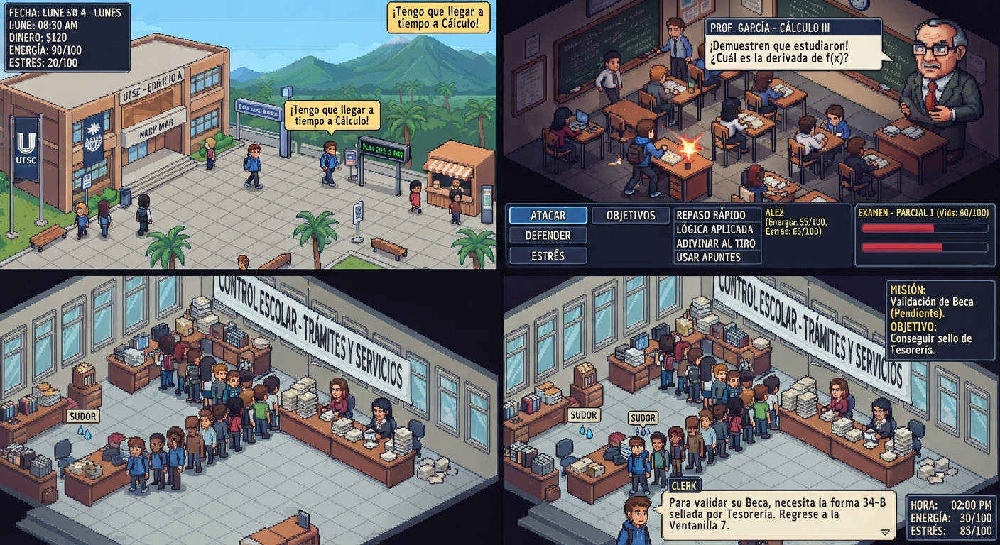 FECHA: LUNE 50 4 - LUNES
LUNE: 08:30 AM
DINERO: $120
ENERGÍA: 90/100
ESTRES: 20/100
¡Tengo que llegar a
tiempo a Cáiculo!
UTSC - EDIFICIO A
¡Tengo que llegar a
tiempo a Cálculo!
UTSC
PROF. GARCÍA - CÁLCULO III
¡Demuestren que estudiaron!
¿Cuál es la derivada de f(x)?
ATACAR
DEFENDER
ESTRÉS
OBJETIVOS
REPASO RÁPIDO
LÓGICA APLICADA
ADIVINAR AL TIRO
USAR APUNTES
ALEX
(Energía: 55/100,
Estrés: 65/100)
EXAMEN - PARCIAL 1 (Vids: 60/100)
CONTROL ESCOLAR - TRÁMITES Y SERVICIOS
SUDOR
CONTROL ESCOLAR - TRÁMITES Y SERVICIOS
MISIÓN:
Validación de Beca
(Pendiente).
OBJETIVO:
Conseguir sello de
Tesorería.
SUDOR
SUDOR
CLERK
Para validar su Beca, necesita la forma 34-B
sellada por Tesorería. Regrese a la
Ventanilla 7.
HORA: 02:00 PM
ENERGÍA: 30/100
ESTRÉS: 85/100